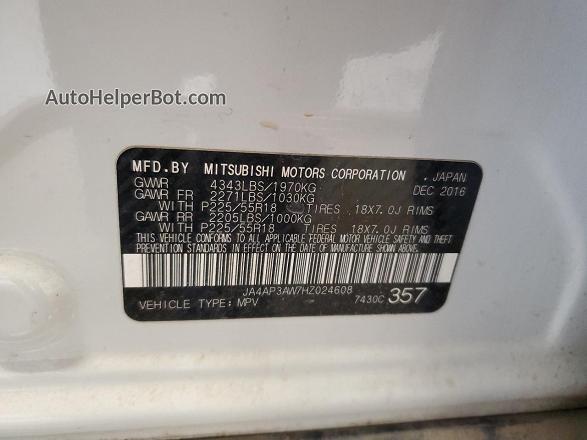 AutoHelperBot.com
MFD.BY MITSUBISHI MOTORS CORPORATION , JAPAN
GVWR 4343LBS/1970KG DEC 2016
GAWR FR 2271LBS/1030KG
WITH P225/55R18 TIRES ,18X7.0J RIMS
GAWR RR 2205LBS/1000KG
WITH P225/55R18 TIRES ,18X7.0J RIMS
THIS VEHICLE CONFORMS TO ALL APPLICABLE FEDERAL MOTOR VEHICLE SAFETY AND THEFT
PREVENTION STANDARDS IN EFFECT ON THE DATE OF MANUFACTURE SHOWN ABOVE.
JA4AP3AW7HZ024608
VEHICLE TYPE: MPV 7430C 357
AutoHelperBot.com